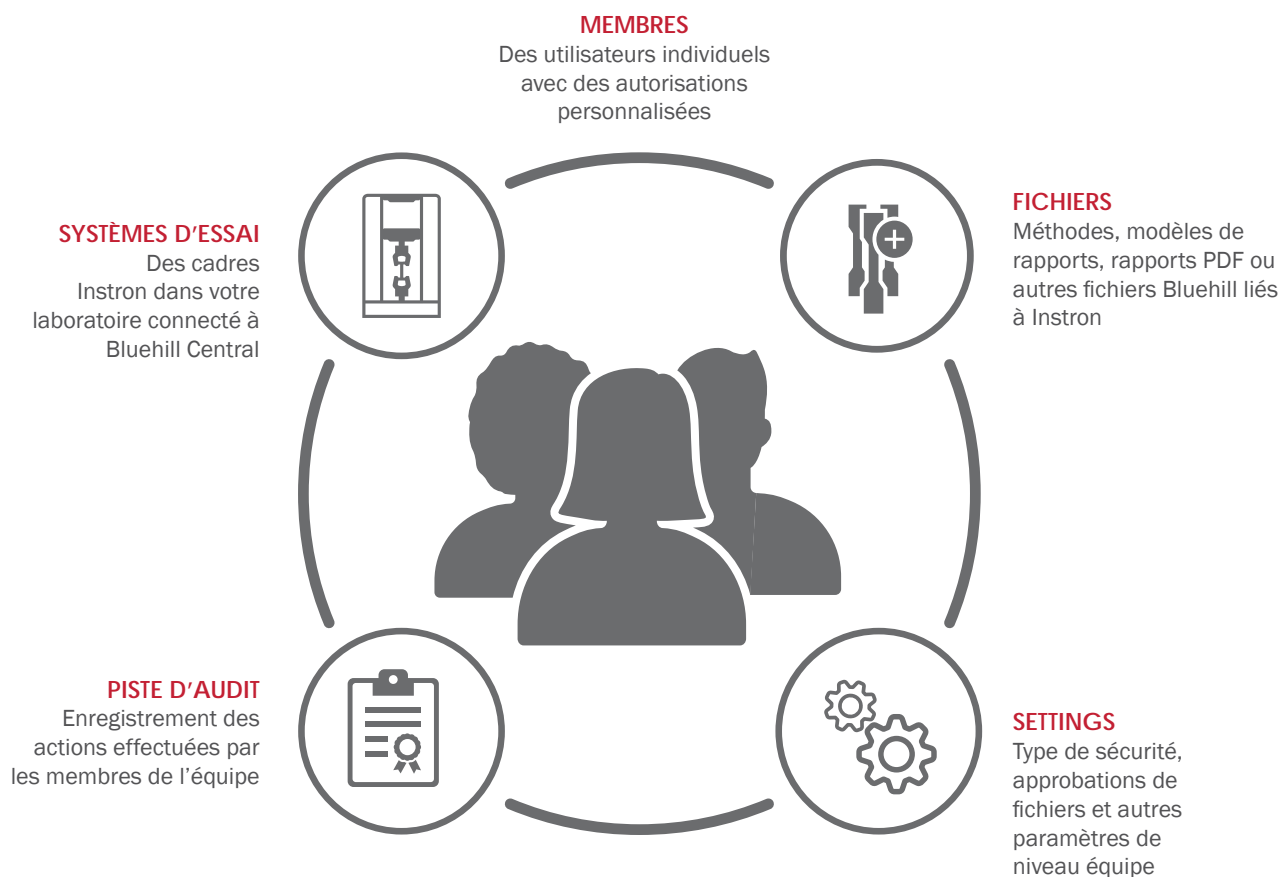 MEMBRES
Des utilisateurs individuels
avec des autorisations
personnalisées
SYSTÈMES D'ESSAI
Des cadres
Instron dans votre
laboratoire connecté à
Bluehill Central
FICHIERS
Méthodes, modèles de
rapports, rapports PDF ou
autres fichiers Bluehill liés
à Instron
PISTE D'AUDIT
Enregistrement des
actions effectuées par
les membres de l'équipe
SETTINGS
Type de sécurité,
approbations de
fichiers et autres
paramètres de
niveau équipe